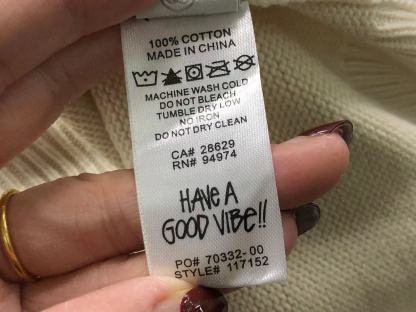 100% COTTON
MADE IN CHINA
MACHINE WASH COLD
DO NOT BLEACH
TUMBLE DRY LOW
NO IRON
DO NOT DRY CLEAN
CA# 28629
RN# 94974
HAVE A
GOOD VIBE!!
PO# 70332-00
STYLE# 117152